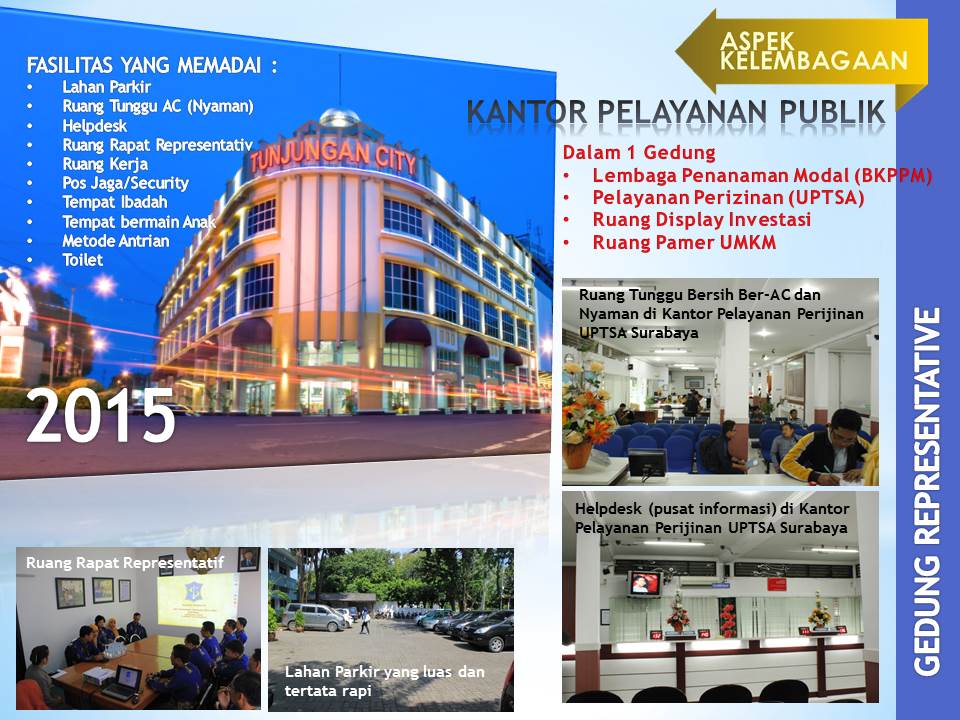 ASPEK
KELEMBAGAAN
KANTOR PELAYANAN PUBLIK
FASILITAS YANG MEMADAI :
• Lahan Parkir
• Ruang Tunggu AC (Nyaman)
• Helpdesk
• Ruang Rapat Representativ
• Ruang Kerja
• Pos Jaga/Security
• Tempat Ibadah
• Tempat bermain Anak
• Metode Antrian
• Toilet
TUNJUNGAN CITY
2015
Dalam 1 Gedung
• Lembaga Penanaman Modal (BKPPM)
• Pelayanan Perizinan (UPTSA)
• Ruang Display Investasi
• Ruang Pamer UMKM
Ruang Tunggu Bersih Ber-AC dan
Nyaman di Kantor Pelayanan Perijinan
UPTSA Surabaya
Helpdesk (pusat informasi) di Kantor
Pelayanan Perijinan UPTSA Surabaya
Ruang Rapat Representatif
Lahan Parkir yang luas dan
tertata rapi
GEDUNG REPRESENTATIVE